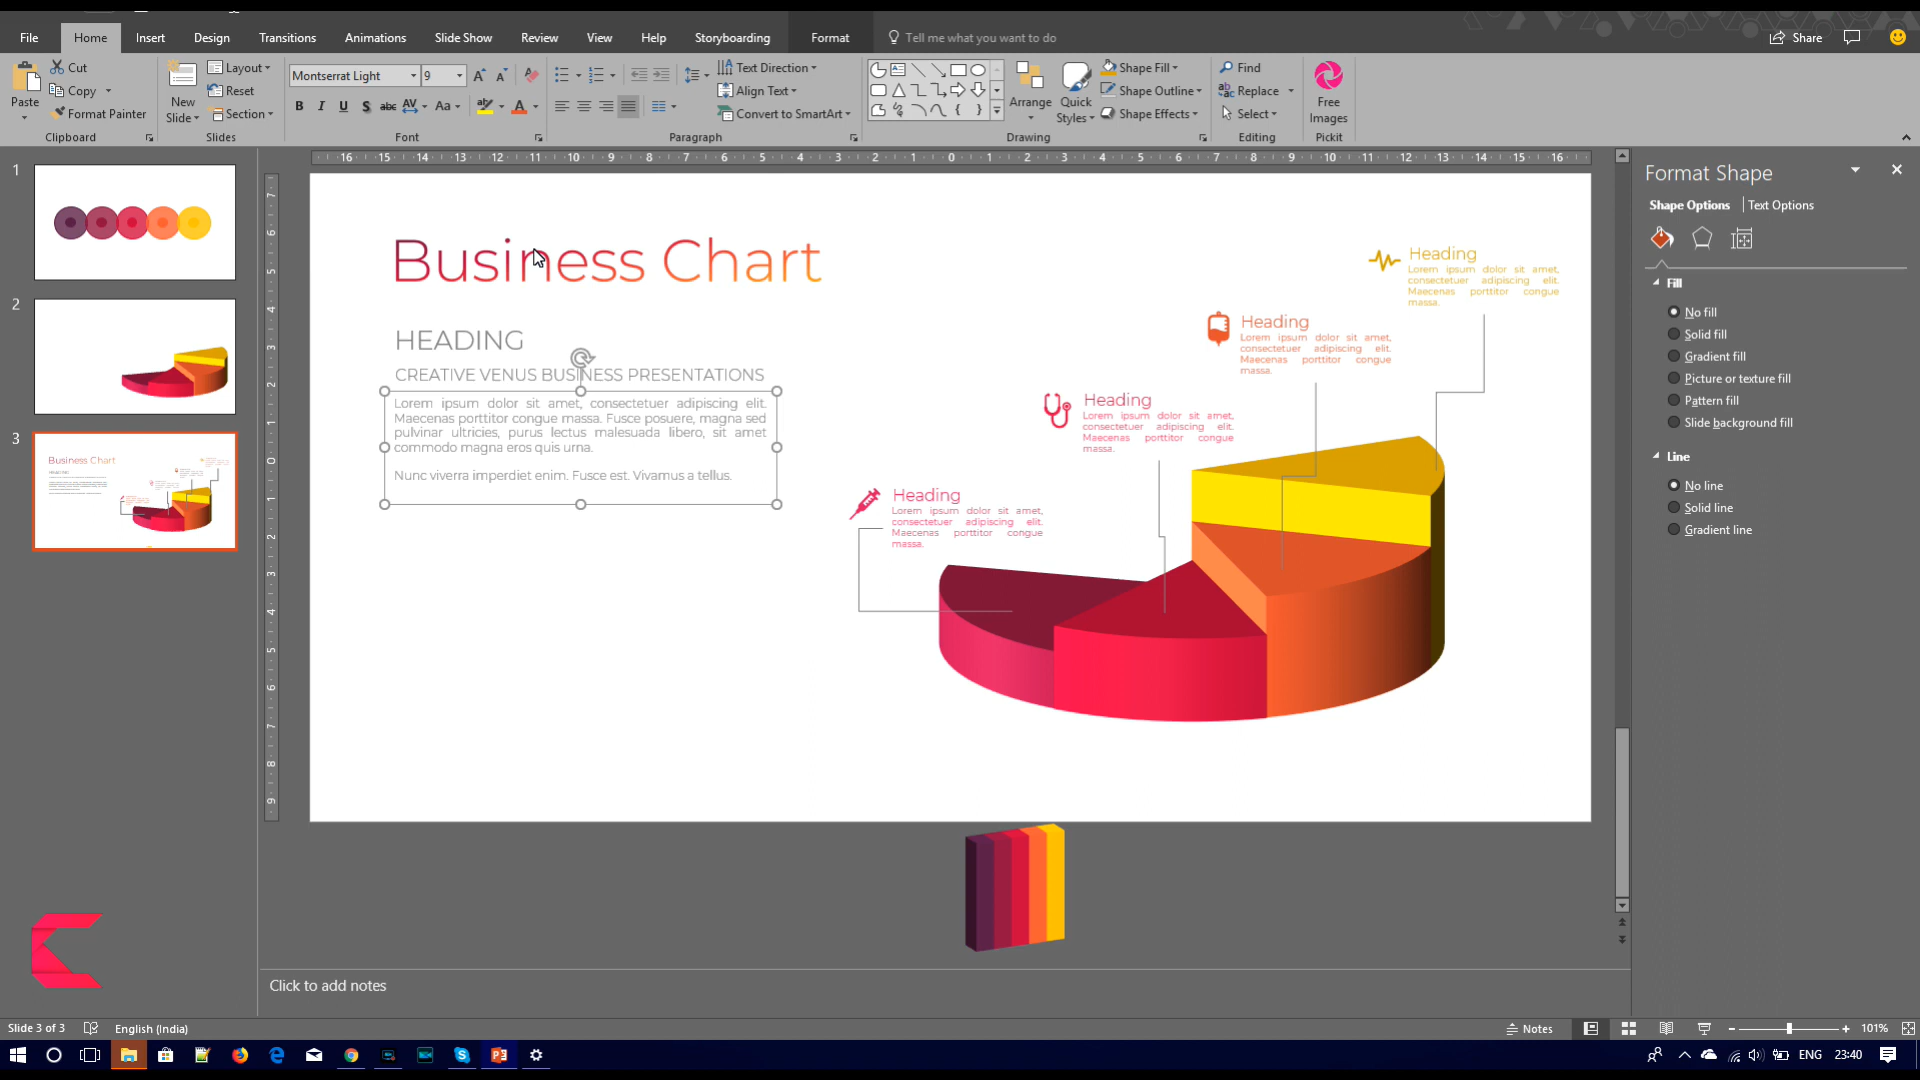 File Home Insert Design Transitions Animations Slide Show Review View Help Storyboarding Format Tell me what you want to do Share
Paste Cut Copy Format Painter Clipboard
New Slide Layout Reset Section Slides
Montserrat Light 9 Font
Text Direction Align Text Convert to SmartArt Paragraph
Arrange Quick Styles Shape Fill Shape Outline Shape Effects Drawing
Find Replace Select Editing
Free Images Pickit
Format Shape
Shape Options Text Options
Fill
No fill
Solid fill
Gradient fill
Picture or texture fill
Pattern fill
Slide background fill
Line
No line
Solid line
Gradient line
1
2
3
Business Chart
HEADING
CREATIVE VENUS BUSINESS PRESENTATIONS
Lorem ipsum dolor sit amet, consectetuer adipiscing elit.
Maecenas porttitor congue massa. Fusce posuere, magna sed
pulvinar ultricies, purus lectus malesuada libero, sit amet
commodo magna eros quis urna.
Nunc viverra imperdiet enim. Fusce est. Vivamus a tellus.
Heading
Lorem ipsum dolor sit amet,
consectetuer adipiscing elit.
Maecenas porttitor congue
massa.
Heading
Lorem ipsum dolor sit amet,
consectetuer adipiscing elit.
Maecenas porttitor congue
massa.
Heading
Lorem ipsum dolor sit amet,
consectetuer adipiscing elit.
Maecenas porttitor congue
massa.
Heading
Lorem ipsum dolor sit amet,
consectetuer adipiscing elit.
Maecenas porttitor congue
massa.
Click to add notes
Slide 3 of 3 English (India) Notes 101%
ENG 23:40